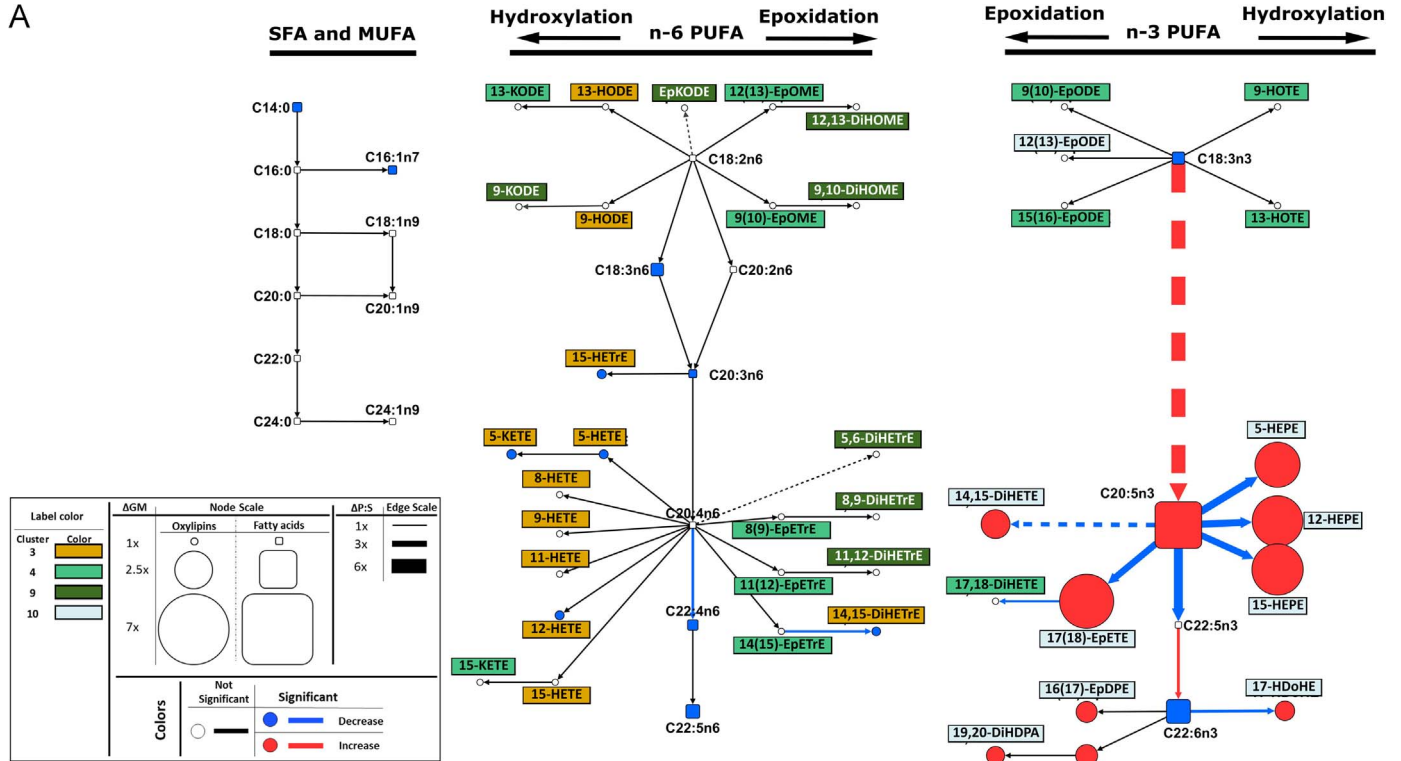 A
SFA and MUFA
C14:0
C16:1n7
C16:0
C18:1n9
C18:0
C20:0
C20:1n9
C22:0
C24:1n9
C24:0
Hydroxylation
n-6 PUFA
Epoxidation
13-KODE
13-HODE
EpKODE
12(13)-EpOME
12,13-DiHOME
C18:2n6
9-KODE
9-HODE
9(10)-EpOME
9,10-DiHOME
C18:3n6
C20:2n6
15-HETrE
C20:3n6
5-KETE
5-HETE
5,6-DiHETrE
8-HETE
C20:4n6
9-HETE
8(9)-EpETrE
8,9-DiHETrE
11-HETE
11(12)-EpETrE
11,12-DiHETrE
12-HETE
C22:4n6
14(15)-EpETrE
14,15-DiHETrE
15-KETE
15-HETE
C22:5n6
Epoxidation
n-3 PUFA
Hydroxylation
9(10)-EpODE
9-HOTE
12(13)-EpODE
C18:3n3
15(16)-EpODE
13-HOTE
5-HEPE
C20:5n3
14,15-DiHETE
12-HEPE
17,18-DiHETE
15-HEPE
17(18)-EpETE
C22:5n3
16(17)-EpDPE
17-HDoHE
C22:6n3
19,20-DiHDPA
Label color
Cluster Color
3
4
9
10
ΔGM Node Scale
Oxylipins Fatty acids
1x
2.5x
7x
ΔP:S Edge Scale
1x
3x
6x
Colors
Not
Significant
Significant
Decrease
Increase